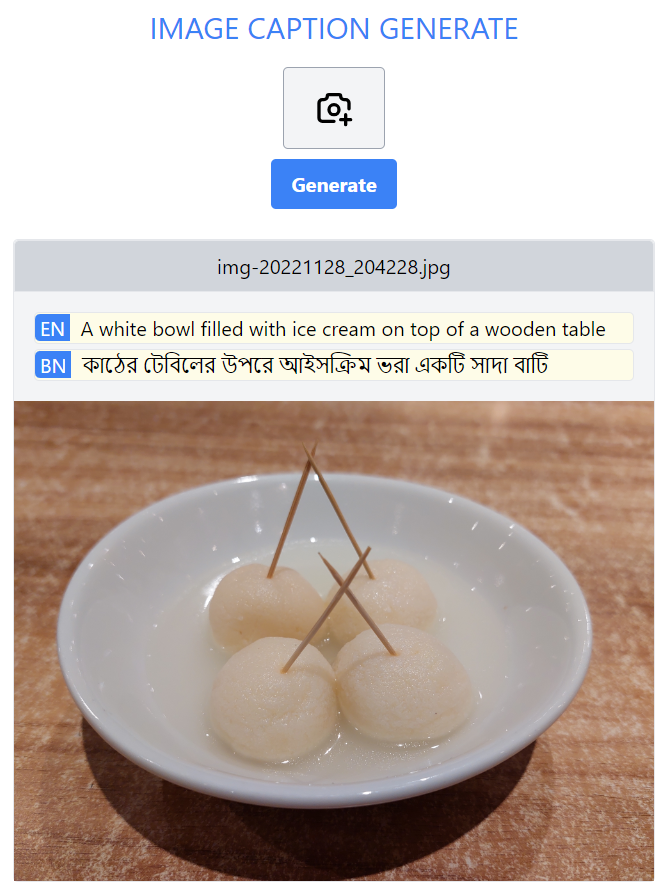 IMAGE CAPTION GENERATE
Generate
img-20221128_204228.jpg
EN A white bowl filled with ice cream on top of a wooden table
BN কাঠের টেবিলের উপরে আইসক্রিম ভরা একটি সাদা বাটি